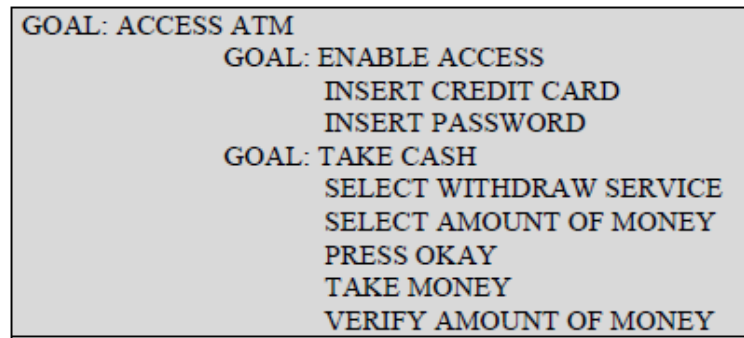 GOAL: ACCESS ATM
GOAL: ENABLE ACCESS
INSERT CREDIT CARD
INSERT PASSWORD
GOAL: TAKE CASH
SELECT WITHDRAW SERVICE
SELECT AMOUNT OF MONEY
PRESS OKAY
TAKE MONEY
VERIFY AMOUNT OF MONEY